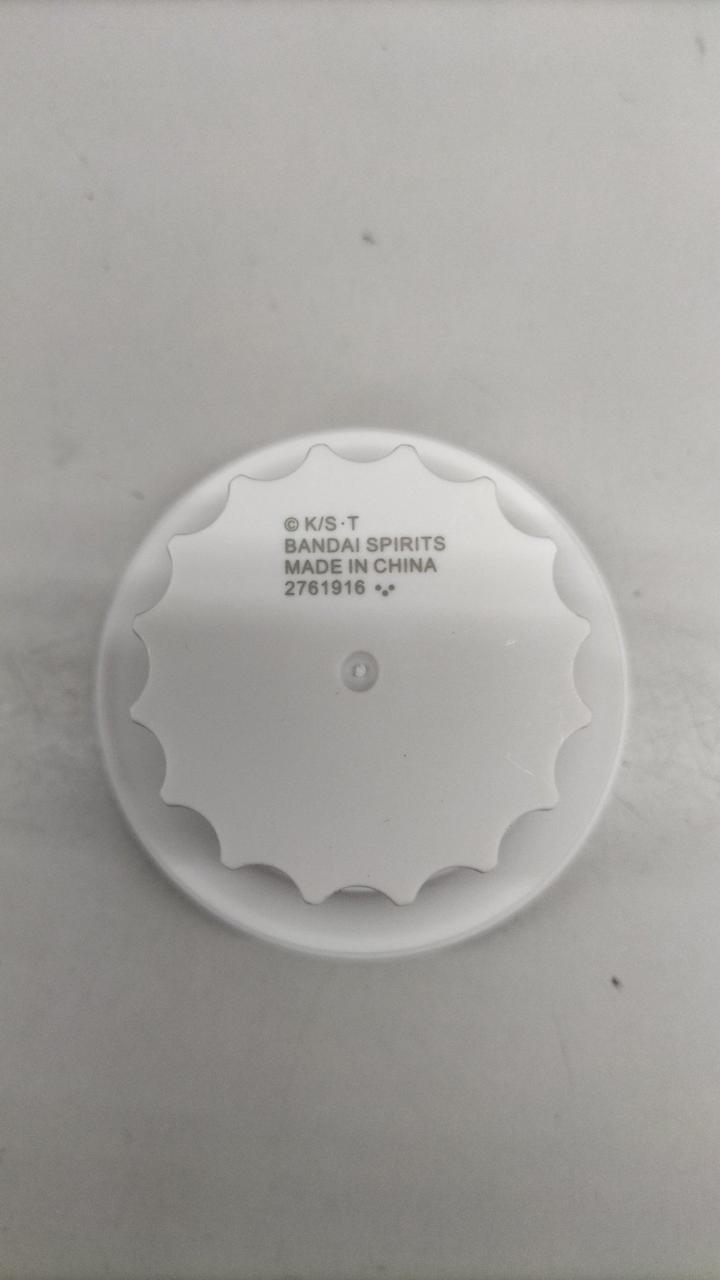 © K/S·T
BANDAI SPIRITS
MADE IN CHINA
2761916